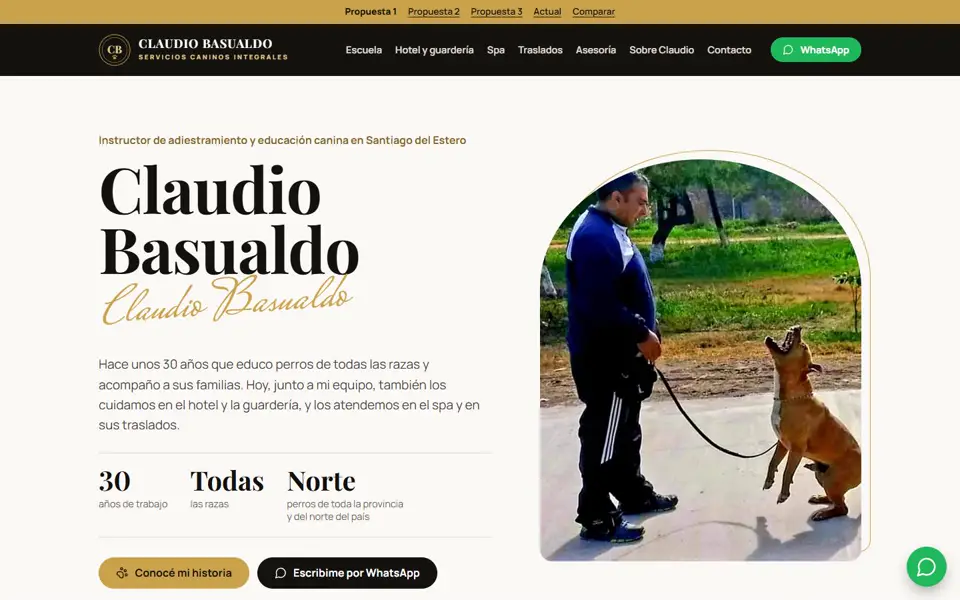 Propuesta 1 Propuesta 2 Propuesta 3 Actual Comparar
CB
CLAUDIO BASUALDO
SERVICIOS CANINOS INTEGRALES
Escuela Hotel y guardería Spa Traslados Asesoría Sobre Claudio Contacto WhatsApp
Instructor de adiestramiento y educación canina en Santiago del Estero
Claudio
Basualdo
Claudio Basualdo
Hace unos 30 años que educo perros de todas las razas y
acompaño a sus familias. Hoy, junto a mi equipo, también los
cuidamos en el hotel y la guardería, y los atendemos en el spa y en
sus traslados.
30
años de trabajo
Todas
las razas
Norte
perros de toda la provincia
y del norte del país
Conocé mi historia
Escribime por WhatsApp